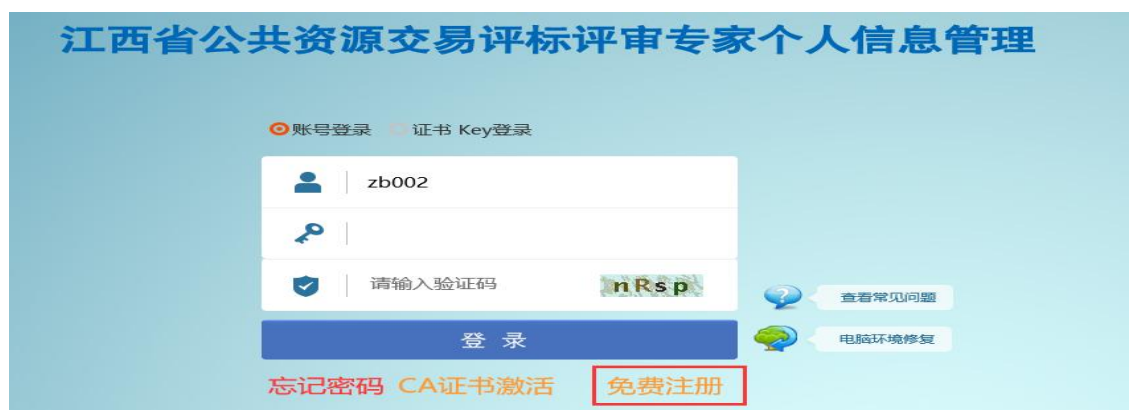 江西省公共资源交易评标评审专家个人信息管理
账号登录 证书 Key登录
zb002
请输入验证码 nRsp
查看常见问题
登 录
电脑环境修复
忘记密码 CA证书激活 免费注册